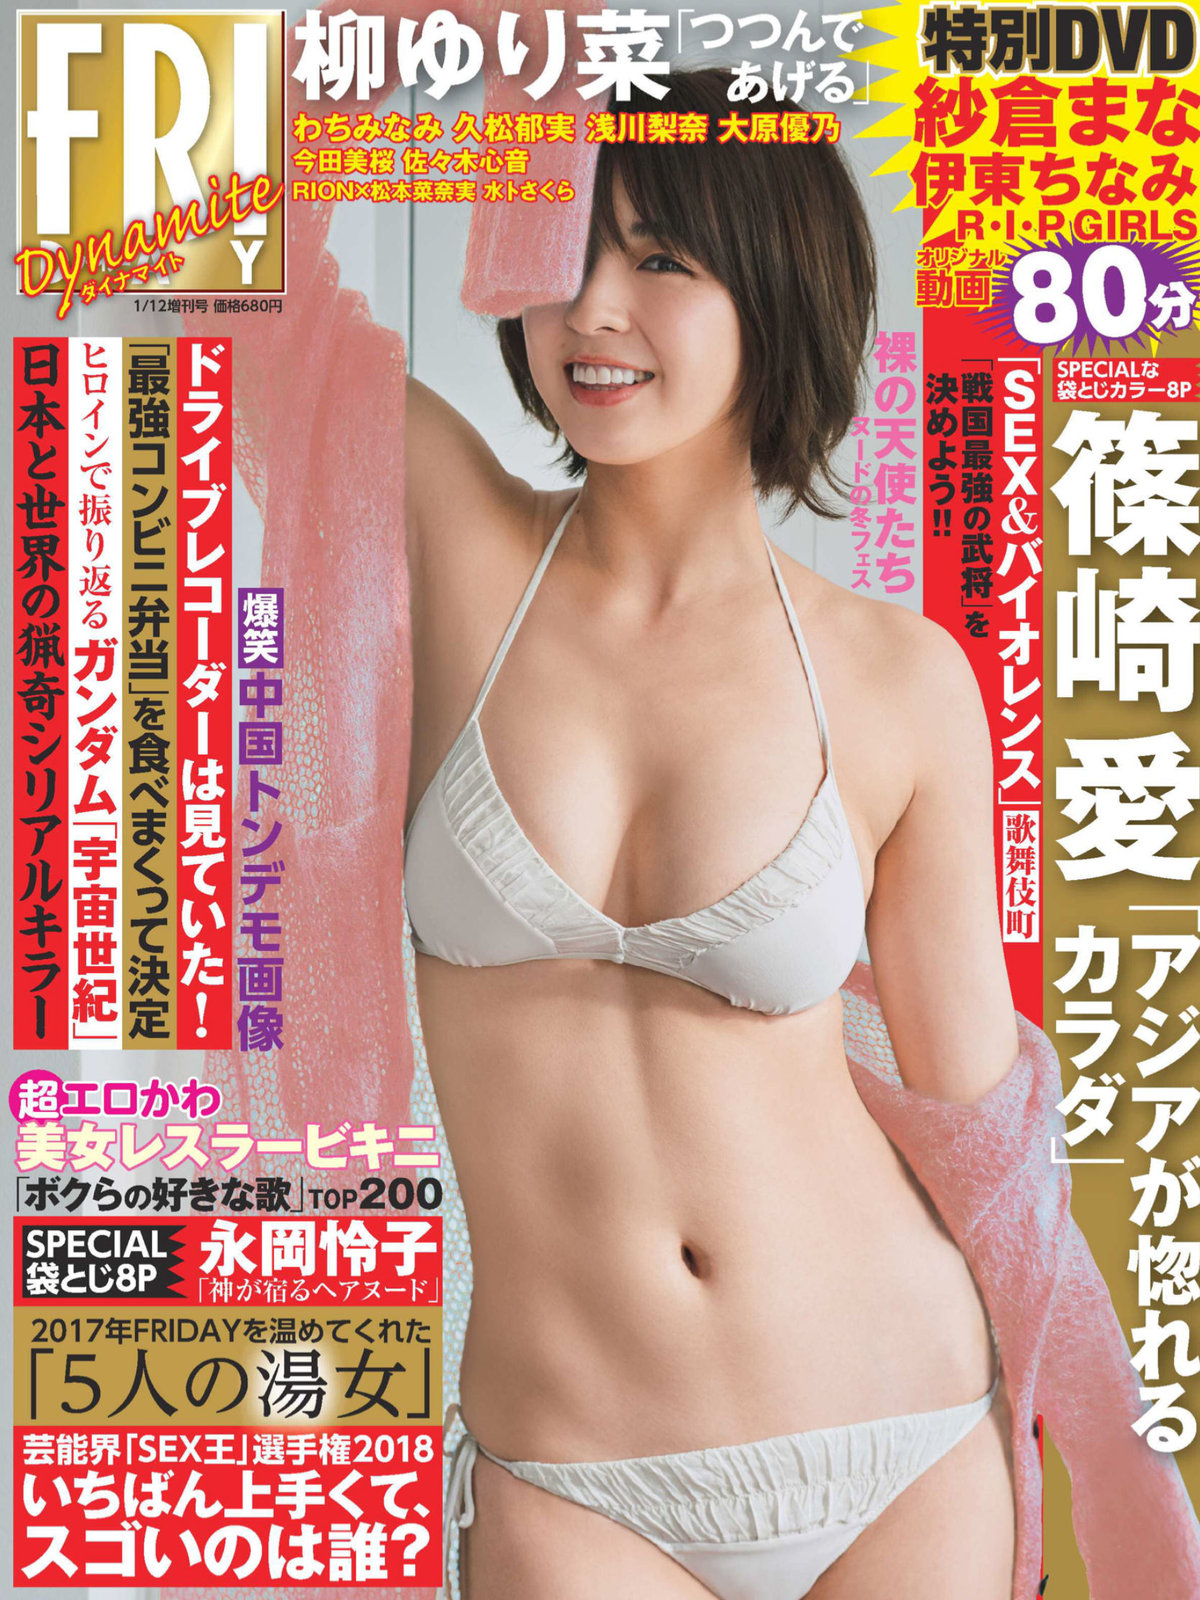 FRI
DAY
Dynamite
ダイナマイト
1/12増刊号 価格680円
柳ゆり菜「つつんで
あげる」
わちみなみ 久松郁実 浅川梨奈 大原優乃
今田美桜 佐々木心音
RION×松本菜奈実 水トさくら
特別DVD
紗倉まな
伊東ちなみ
R・I・P GIRLS
オリジナル
動画
80分
SPECIALな
袋とじカラー8P
篠崎 愛
「アジアが惚れる
カラダ」
「SEX&バイオレンス」歌舞伎町
「戦国最強の武将」を
決めよう!!
裸の天使たち
ヌードの冬フェス
爆笑 中国トンデモ画像
ドライブレコーダーは見ていた!
「最強コンビニ弁当」を食べまくって決定
ヒロインで振り返る ガンダム「宇宙世紀」
日本と世界の猟奇シリアルキラー
超エロかわ
美女レスラービキニ
「ボクらの好きな歌」TOP200
SPECIAL
袋とじ8P
永岡怜子
「神が宿るヘアヌード」
2017年FRIDAYを温めてくれた
「5人の湯女」
芸能界「SEX王」選手権2018
いちばん上手くて、
スゴいのは誰?